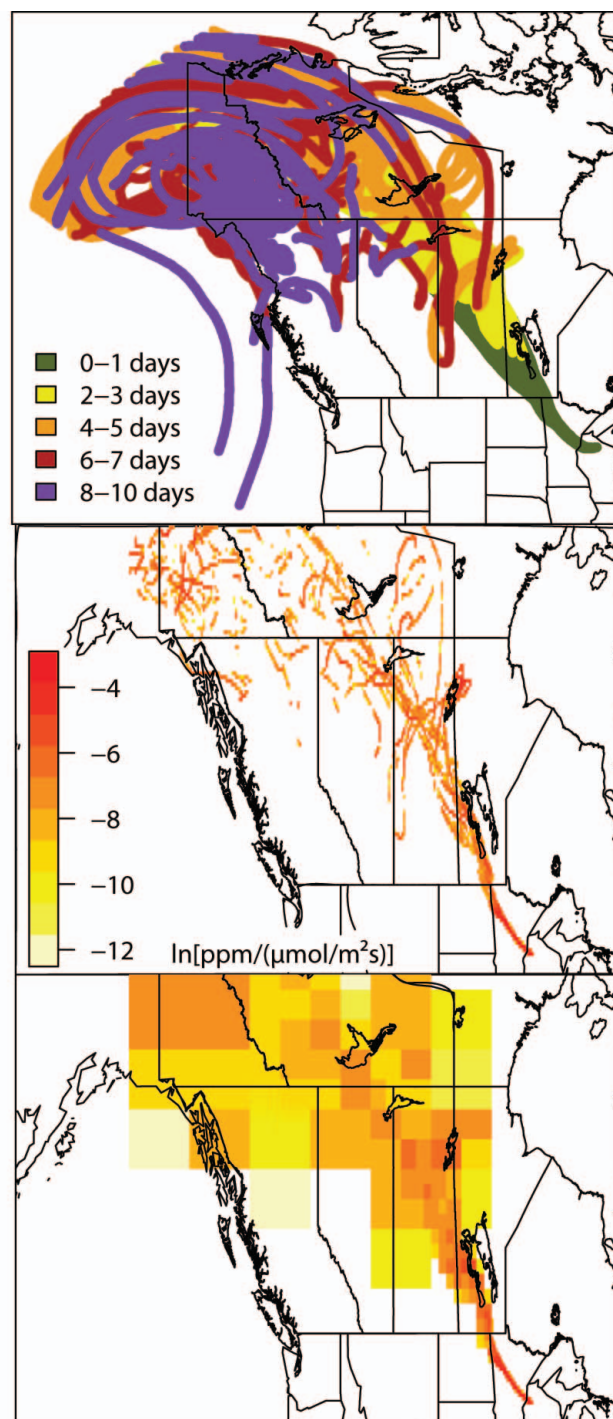 0–1 days
2–3 days
4–5 days
6–7 days
8–10 days
−4
−6
−8
−10
−12
ln[ppm/(μmol/m²s)]